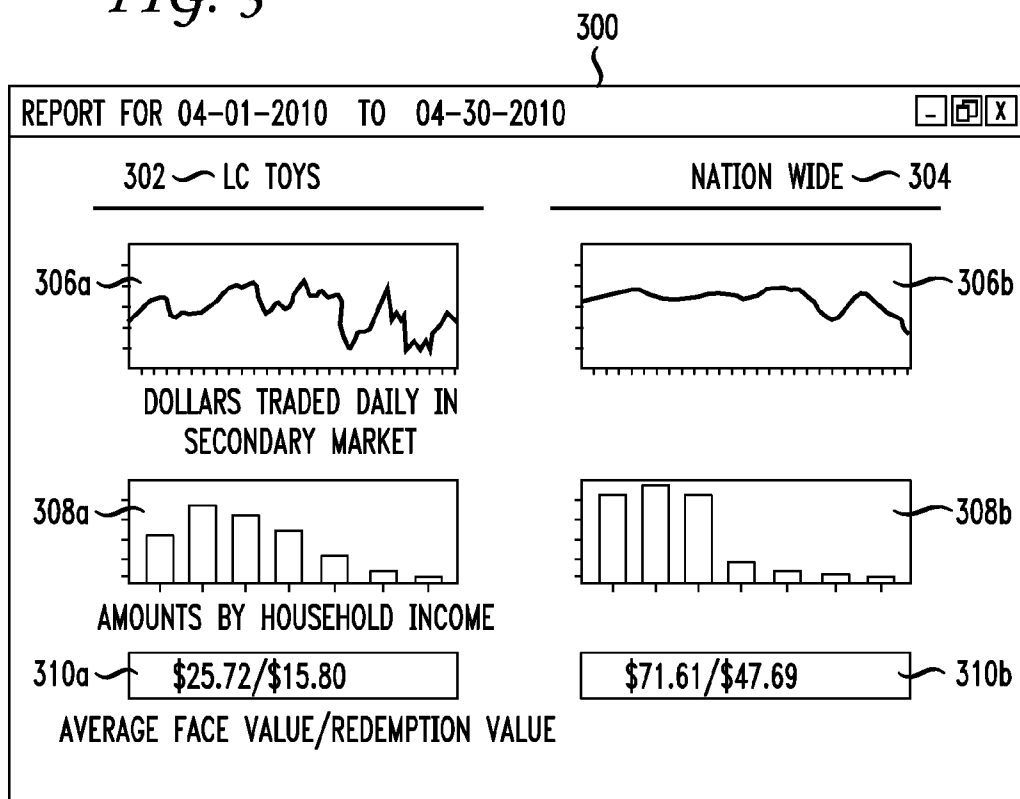 FIG. 3
300
REPORT FOR 04-01-2010 TO 04-30-2010
- X
302 LC TOYS
NATION WIDE 304
306a
306b
DOLLARS TRADED DAILY IN
SECONDARY MARKET
308a
308b
AMOUNTS BY HOUSEHOLD INCOME
310a $25.72/$15.80
$71.61/$47.69 310b
AVERAGE FACE VALUE/REDEMPTION VALUE